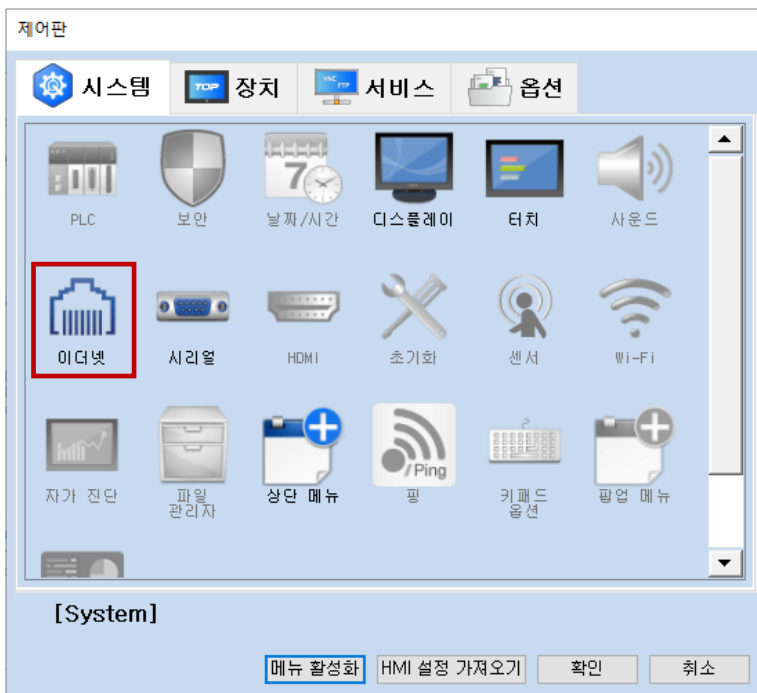 제어판
시스템 TOP 장치 VNC FTP 서비스 옵션
7
PLC 보안 날짜/시간 디스플레이 터치 사운드
이더넷 시리얼 HDMI 초기화 센서 Wi-Fi
/Ping
자가 진단 파일 관리자 상단 메뉴 핑 키패드 옵션 팝업 메뉴
[System]
메뉴 활성화 HMI 설정 가져오기 확인 취소